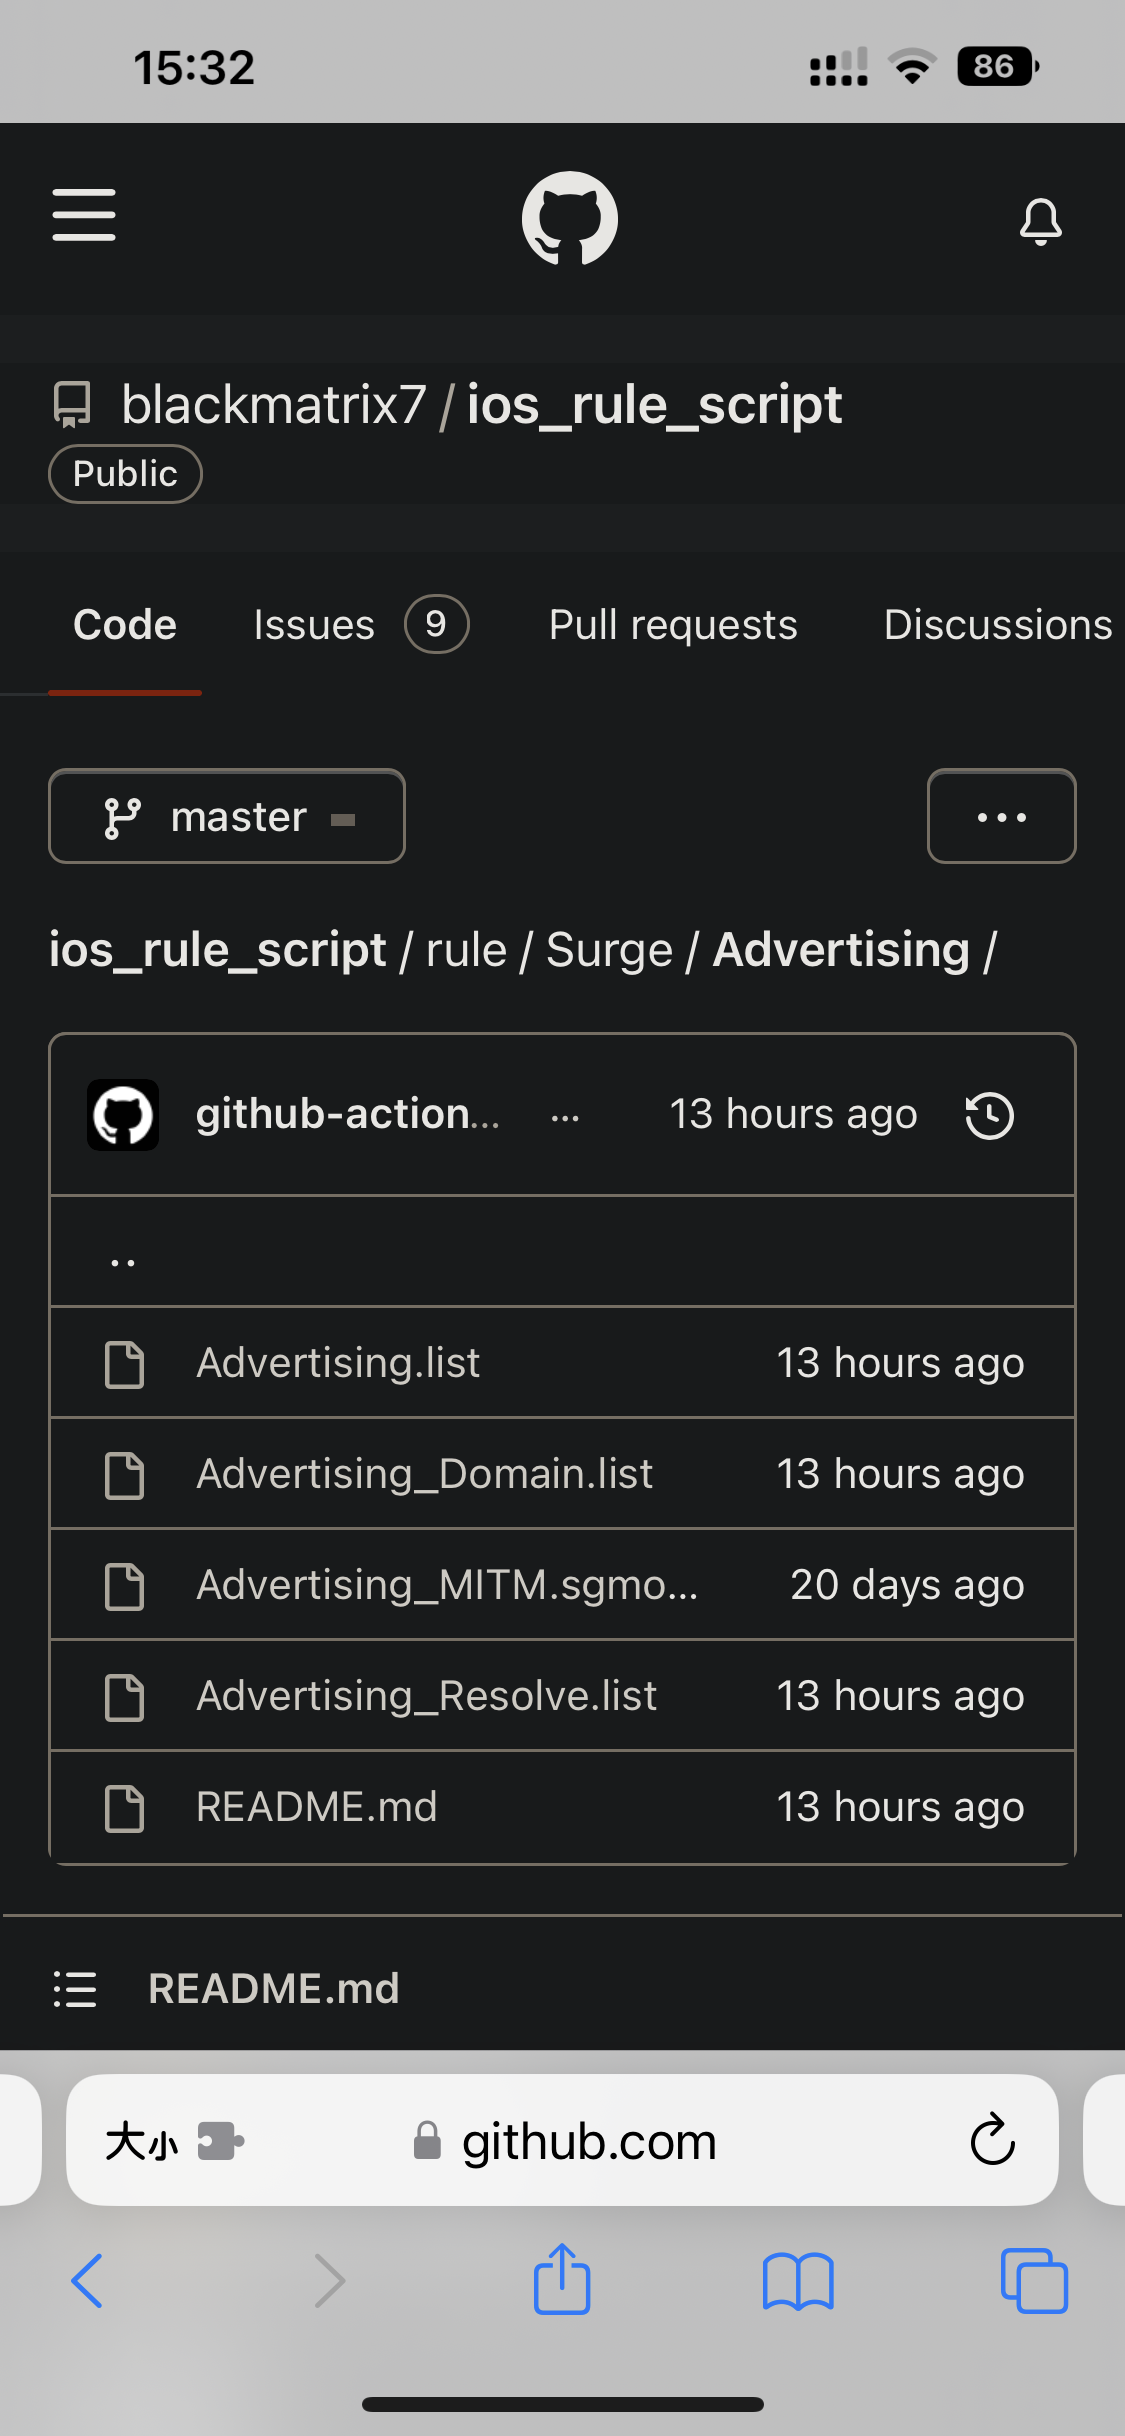 15:32
86
blackmatrix7 / ios_rule_script
Public
Code Issues 9 Pull requests Discussions
master ...
ios_rule_script / rule / Surge / Advertising /
github-action... ... 13 hours ago
..
Advertising.list 13 hours ago
Advertising_Domain.list 13 hours ago
Advertising_MITM.sgmo... 20 days ago
Advertising_Resolve.list 13 hours ago
README.md 13 hours ago
README.md
大小 github.com